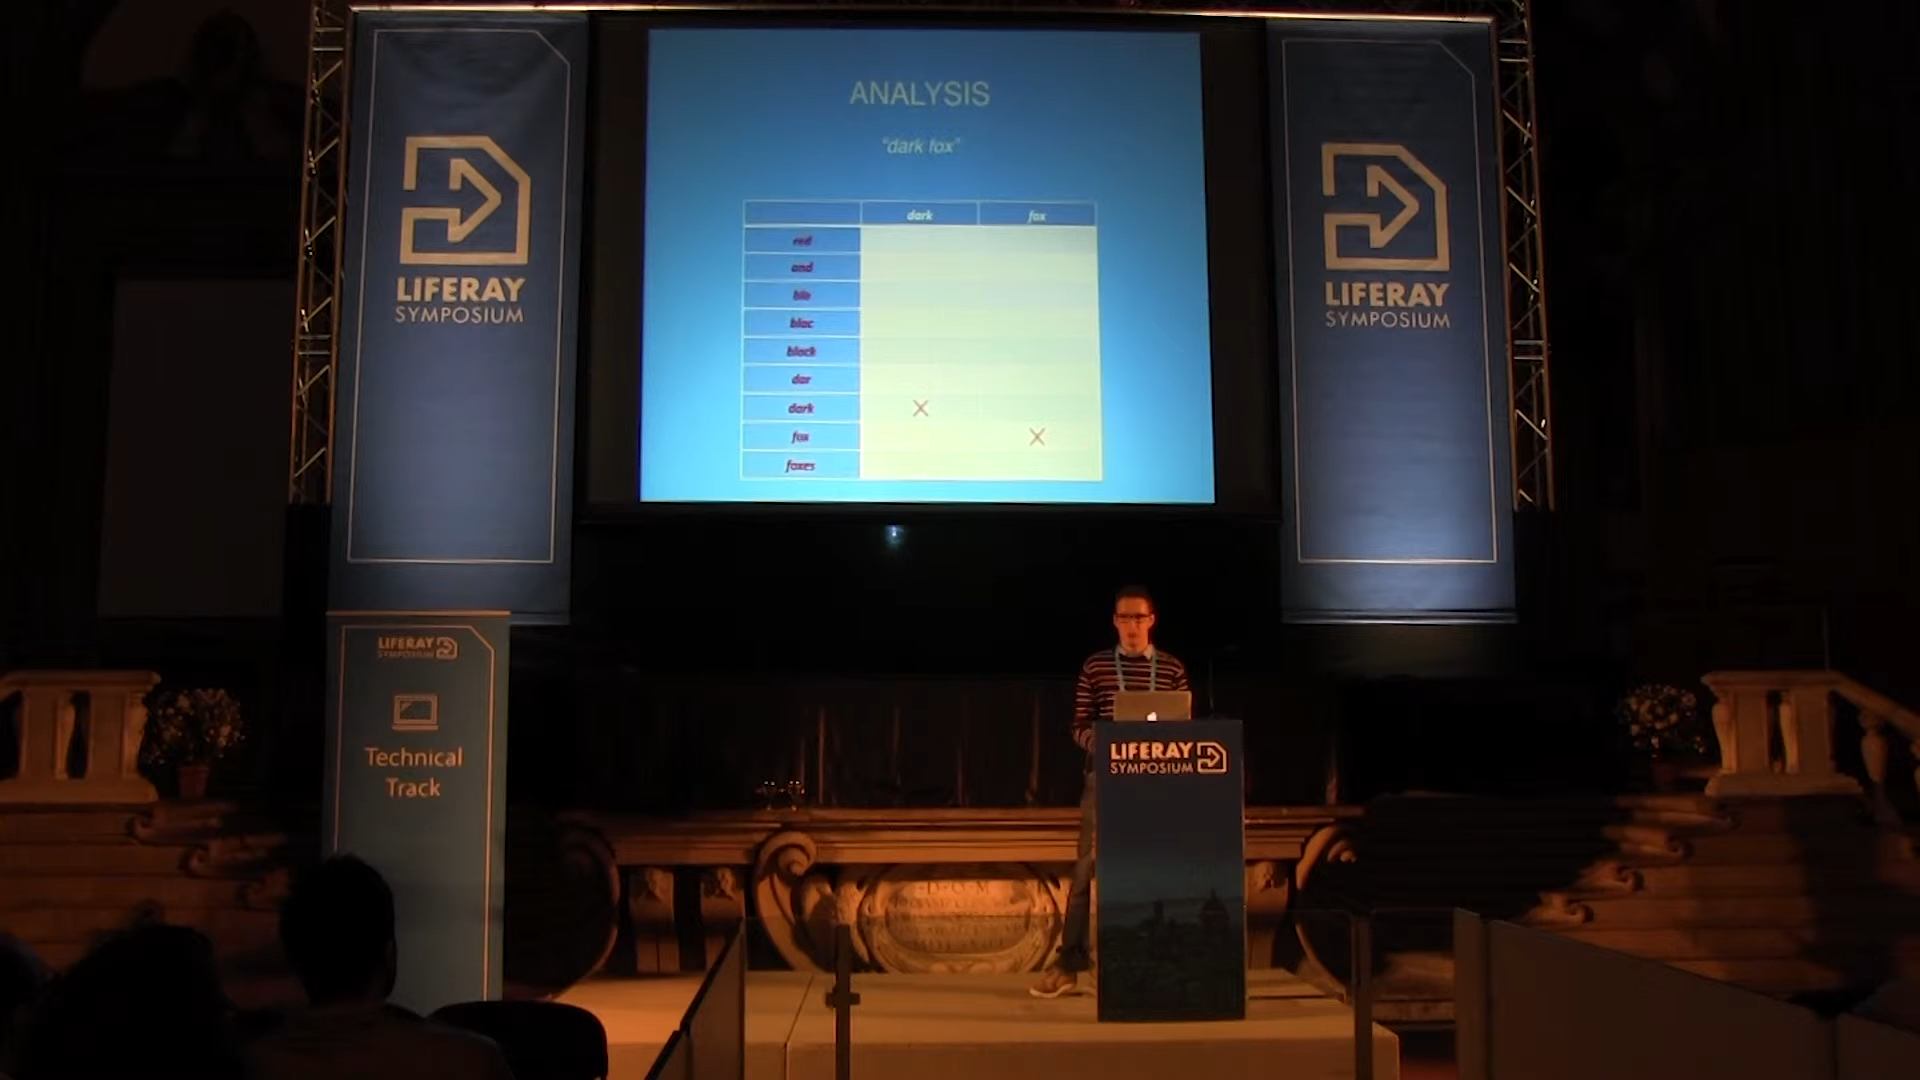 ANALYSIS
"dark fox"
dark fox
red
and
bla
blac
black
dar
dark X
fox X
foxes
LIFERAY
SYMPOSIUM
LIFERAY
SYMPOSIUM
LIFERAY
SYMPOSIUM
Technical
Track
LIFERAY
SYMPOSIUM
D.O.M